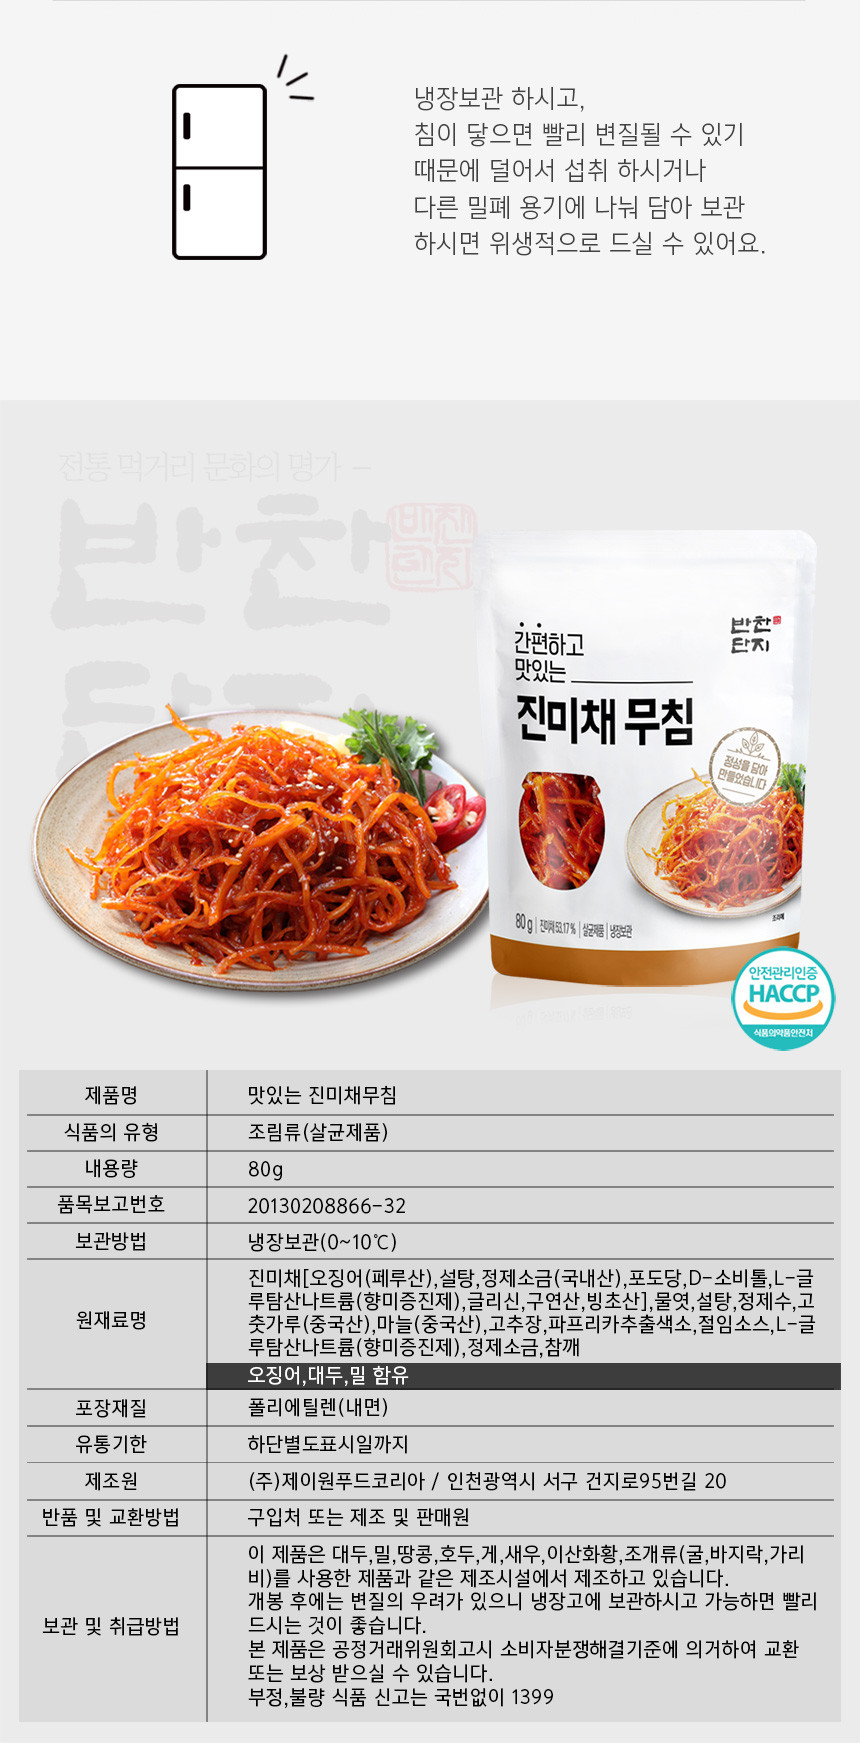 냉장보관 하시고,
침이 닿으면 빨리 변질될 수 있기
때문에 덜어서 섭취 하시거나
다른 밀폐 용기에 나눠 담아 보관
하시면 위생적으로 드실 수 있어요.
전통 먹거리 문화의 명가 –
반찬
단지
반찬
단지
반찬
단지
간편하고
맛있는
진미채 무침
정성을 담아
만들었습니다
80g | 진미채 53.17% | 살균제품 | 냉장보관
조리예
안전관리인증
HACCP
식품의약품안전처
제품명 맛있는 진미채무침
식품의 유형 조림류(살균제품)
내용량 80g
품목보고번호 20130208866-32
보관방법 냉장보관(0~10℃)
원재료명
진미채[오징어(페루산),설탕,정제소금(국내산),포도당,D-소비톨,L-글
루탐산나트륨(향미증진제),글리신,구연산,빙초산],물엿,설탕,정제수,고
춧가루(중국산),마늘(중국산),고추장,파프리카추출색소,절임소스,L-글
루탐산나트륨(향미증진제),정제소금,참깨
오징어,대두,밀 함유
포장재질 폴리에틸렌(내면)
유통기한 하단별도표시일까지
제조원 (주)제이원푸드코리아 / 인천광역시 서구 건지로95번길 20
반품 및 교환방법 구입처 또는 제조 및 판매원
보관 및 취급방법
이 제품은 대두,밀,땅콩,호두,게,새우,이산화황,조개류(굴,바지락,가리
비)를 사용한 제품과 같은 제조시설에서 제조하고 있습니다.
개봉 후에는 변질의 우려가 있으니 냉장고에 보관하시고 가능하면 빨리
드시는 것이 좋습니다.
본 제품은 공정거래위원회고시 소비자분쟁해결기준에 의거하여 교환
또는 보상 받으실 수 있습니다.
부정,불량 식품 신고는 국번없이 1399